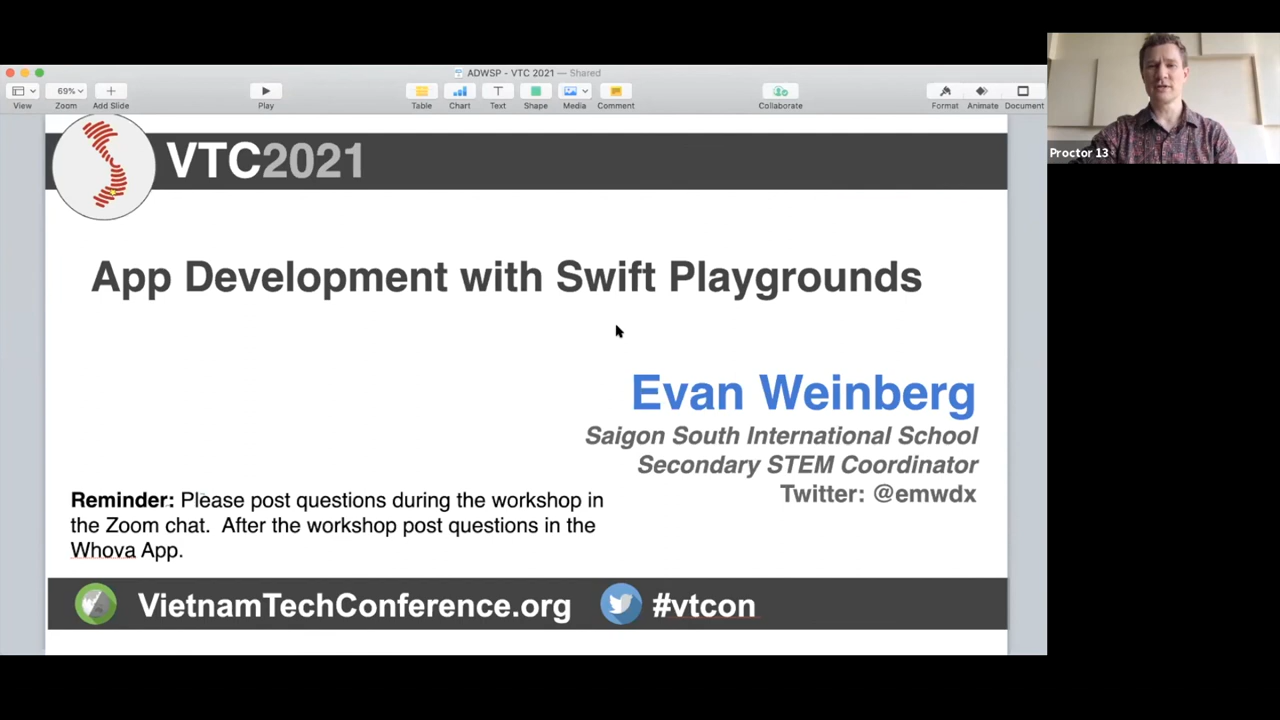 ADWSP - VTC 2021 — Shared
69%
View
Zoom
Add Slide
Play
Table
Chart
Text
Shape
Media
Comment
Collaborate
Format
Animate
Document
Proctor 13
VTC2021
App Development with Swift Playgrounds
Evan Weinberg
Saigon South International School
Secondary STEM Coordinator
Twitter: @emwdx
Reminder: Please post questions during the workshop in
the Zoom chat. After the workshop post questions in the
Whova App.
VietnamTechConference.org
#vtcon